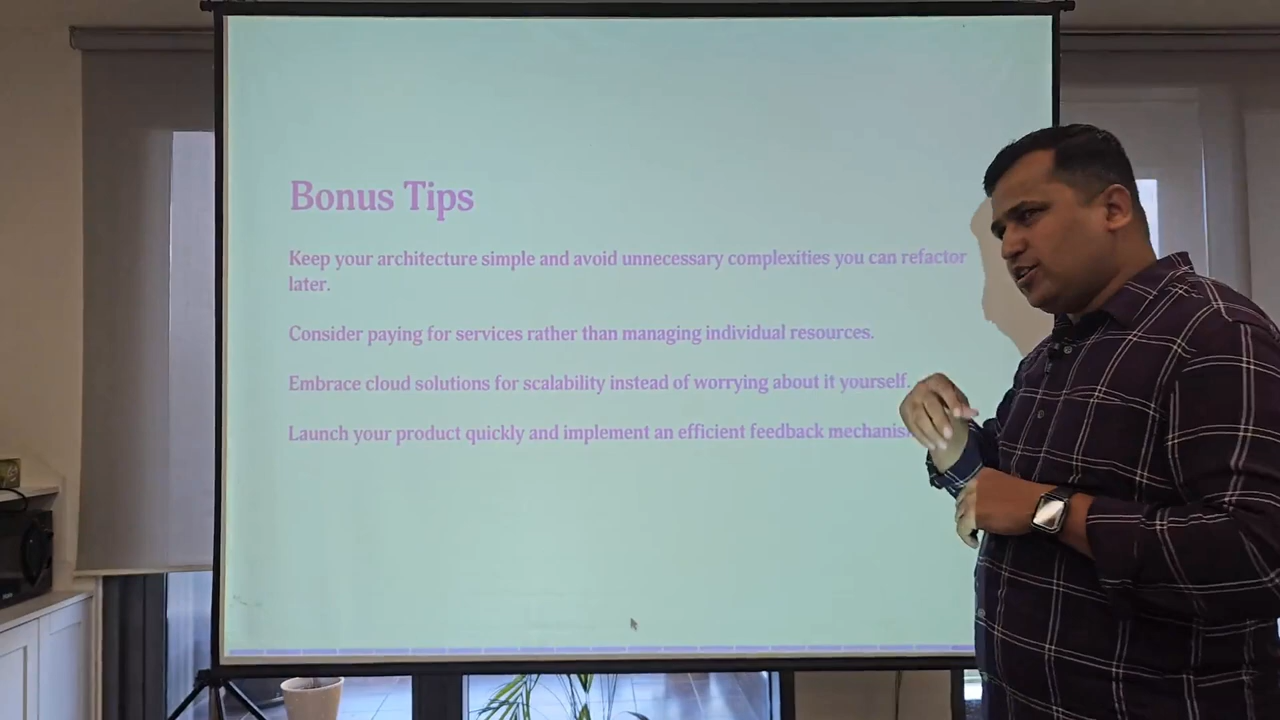 Bonus Tips
Keep your architecture simple and avoid unnecessary complexities you can refactor
later.
Consider paying for services rather than managing individual resources.
Embrace cloud solutions for scalability instead of worrying about it yourself.
Launch your product quickly and implement an efficient feedback